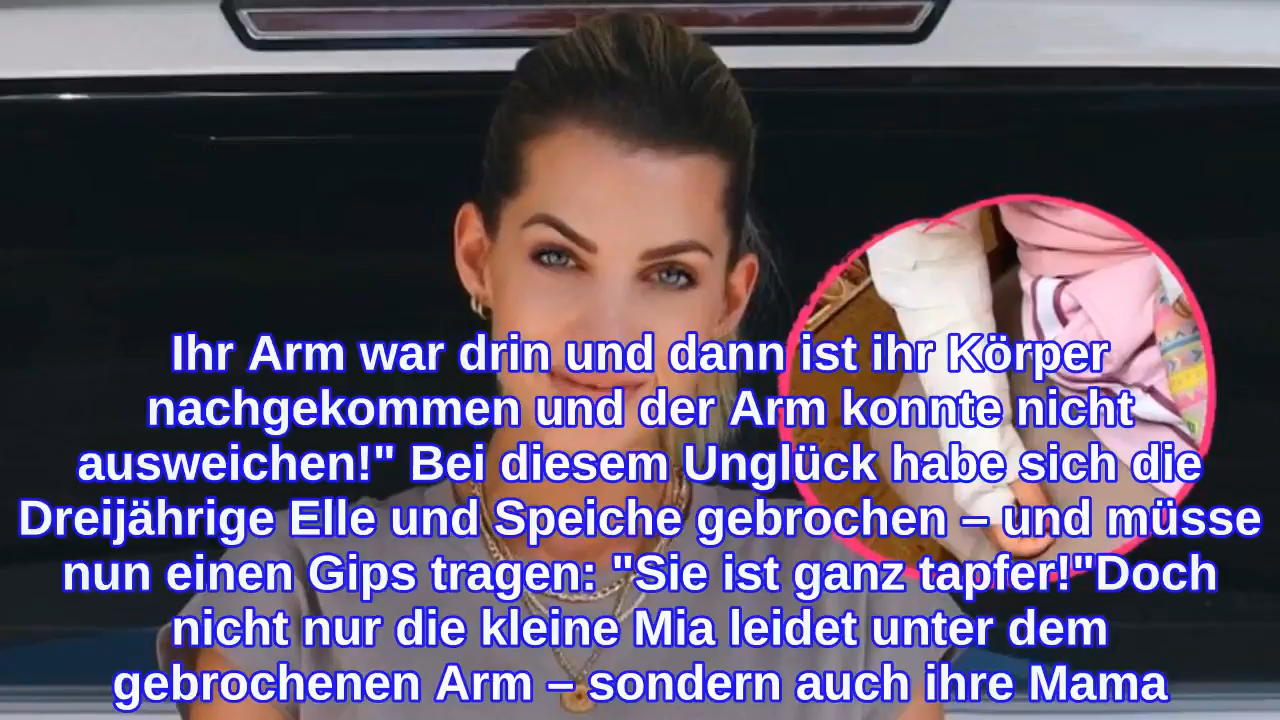 Ihr Arm war drin und dann ist ihr Körper
nachgekommen und der Arm konnte nicht
ausweichen!" Bei diesem Unglück habe sich die
Dreijährige Elle und Speiche gebrochen – und müsse
nun einen Gips tragen: "Sie ist ganz tapfer!"Doch
nicht nur die kleine Mia leidet unter dem
gebrochenen Arm – sondern auch ihre Mama